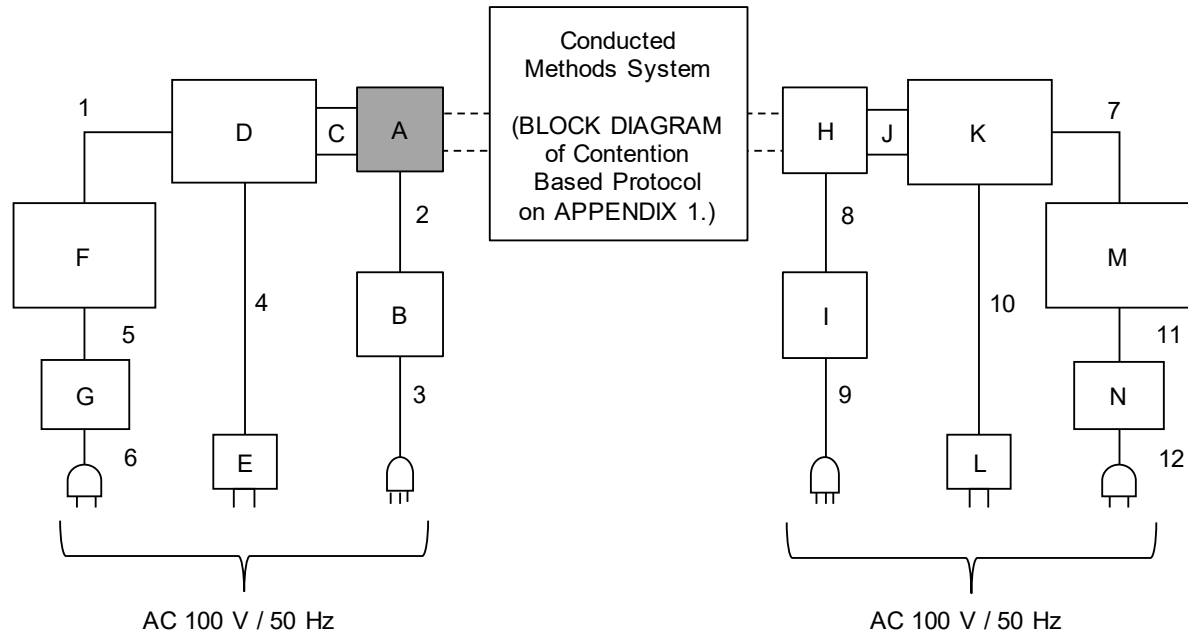 Conducted
Methods System
(BLOCK DIAGRAM
of Contention
Based Protocol
on APPENDIX 1.)
1
D
C
A
H
J
K
7
2
8
F
4
B
I
10
M
5
3
9
11
G
N
6
E
L
12
AC 100 V / 50 Hz
AC 100 V / 50 Hz